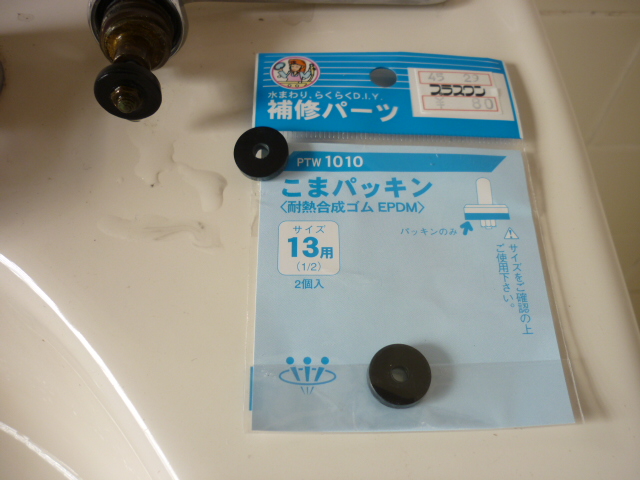 45 27
プラスワン
¥ 80
水まわり、らくらくD.I.Y
補修パーツ
PTW 1010
こまパッキン
〈耐熱合成ゴム EPDM〉
サイズ
13用
(1/2)
2個入
パッキンのみ
サイズをご確認の上
ご使用下さい。